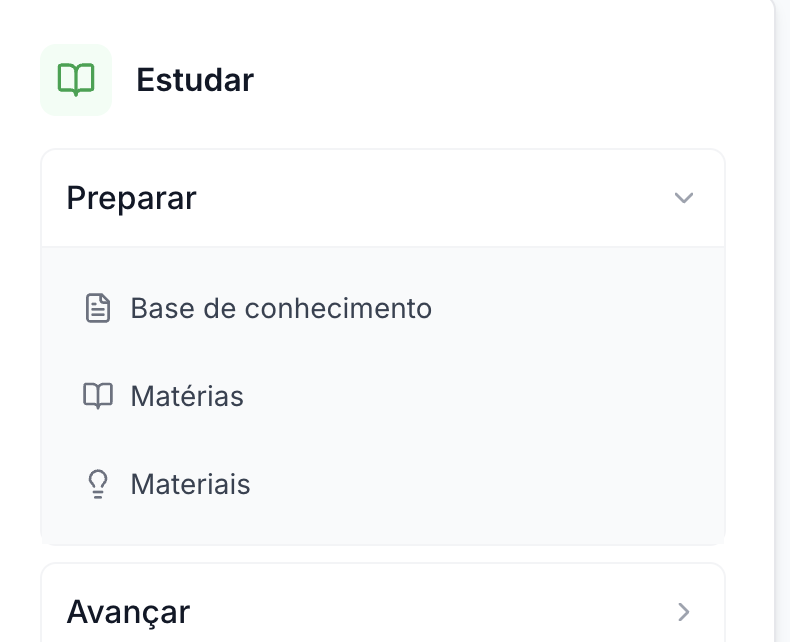 Estudar
Preparar
Base de conhecimento
Matérias
Materiais
Avançar